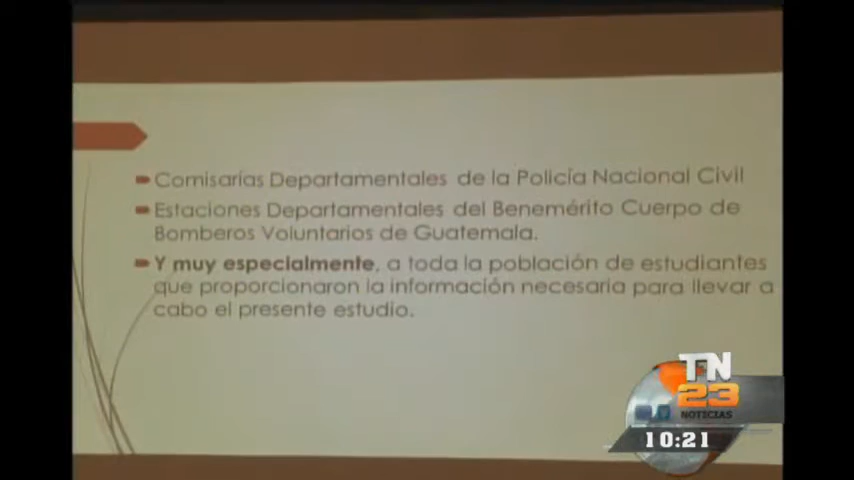 Comisarías Departamentales de la Policía Nacional Civil
Estaciones Departamentales del Benemérito Cuerpo de
Bomberos Voluntarios de Guatemala.
Y muy especialmente, a toda la población de estudiantes
que proporcionaron la información necesaria para llevar a
cabo el presente estudio.
TN
23
NOTICIAS
10:21